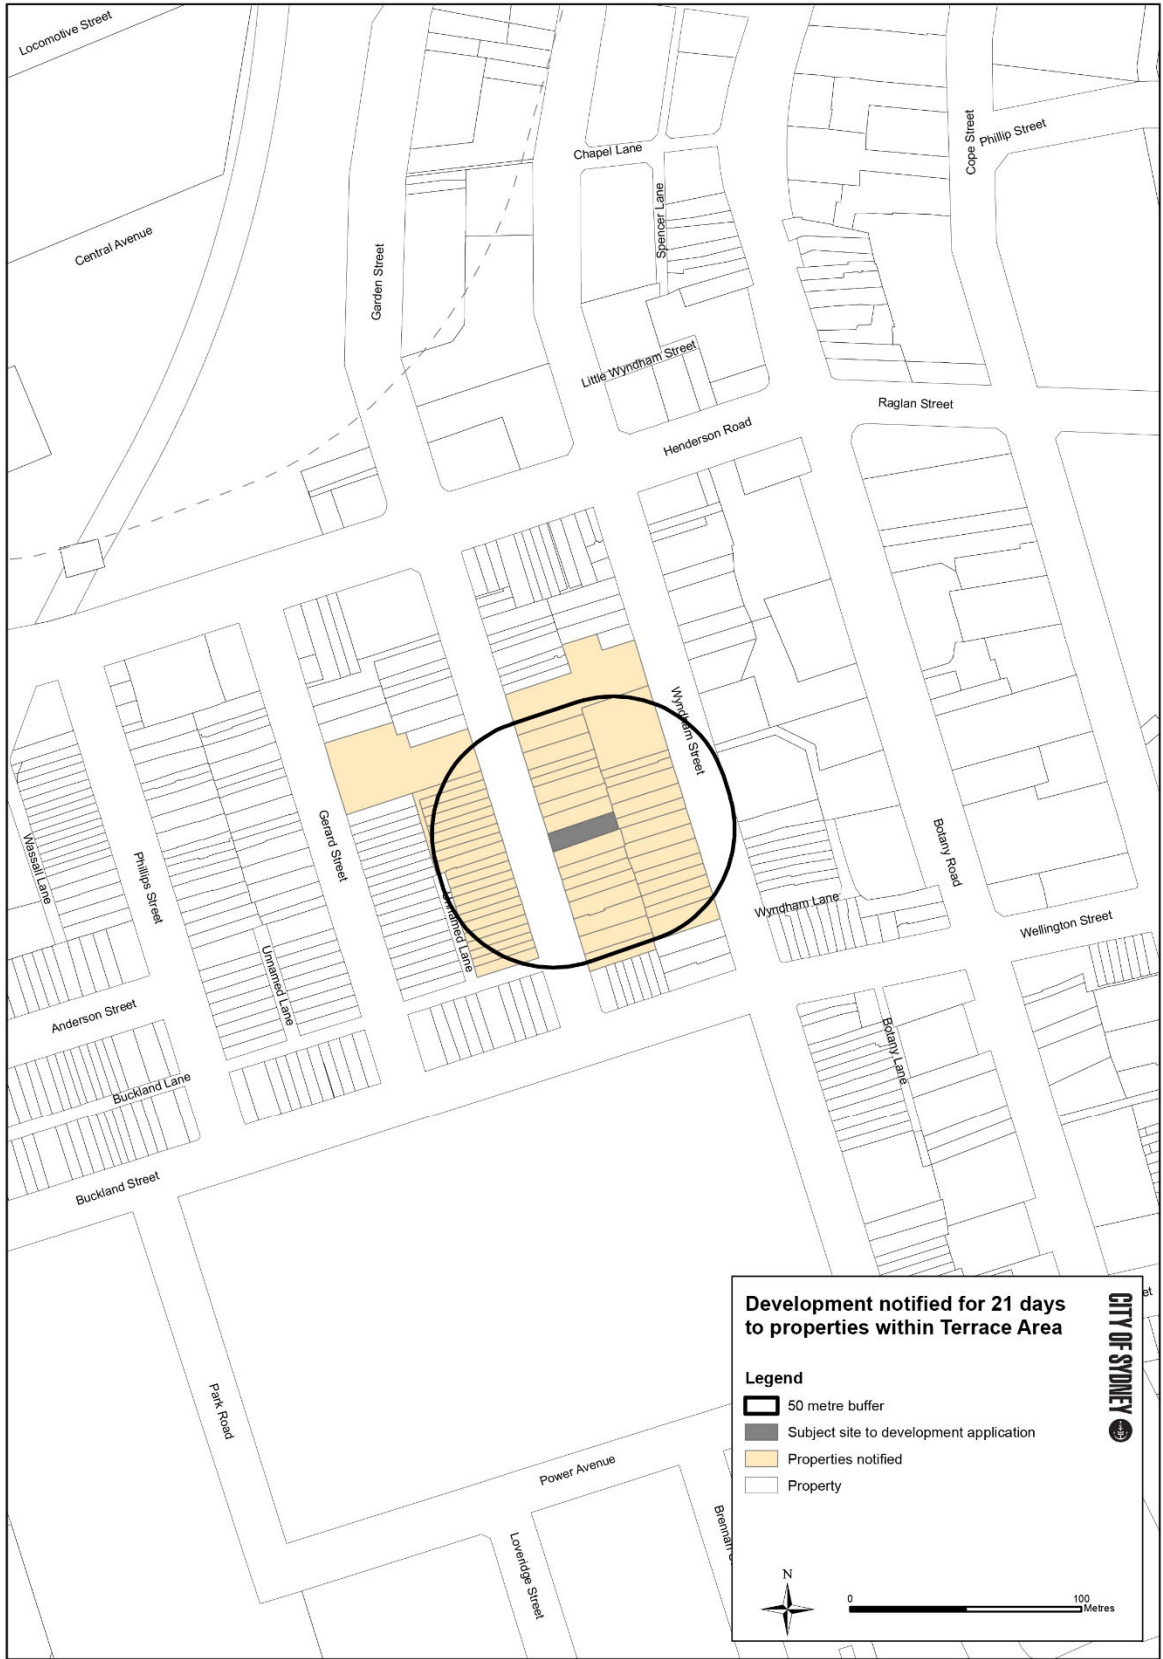 Locomotive Street
Central Avenue
Garden Street
Chapel Lane
Spencer Lane
Cope Street
Phillip Street
Little Wyndham Street
Raglan Street
Henderson Road
Wyndham Street
Gerard Street
Wassall Lane
Phillips Street
Botany Road
Unnamed Lane
Wyndham Lane
Wellington Street
Unnamed Lane
Anderson Street
Botany Lane
Buckland Lane
Buckland Street
Park Road
Power Avenue
Loveridge Street
Brennan
et
Development notified for 21 days
to properties within Terrace Area
CITY OF SYDNEY
Legend
50 metre buffer
Subject site to development application
Properties notified
Property
N
0
100
Metres